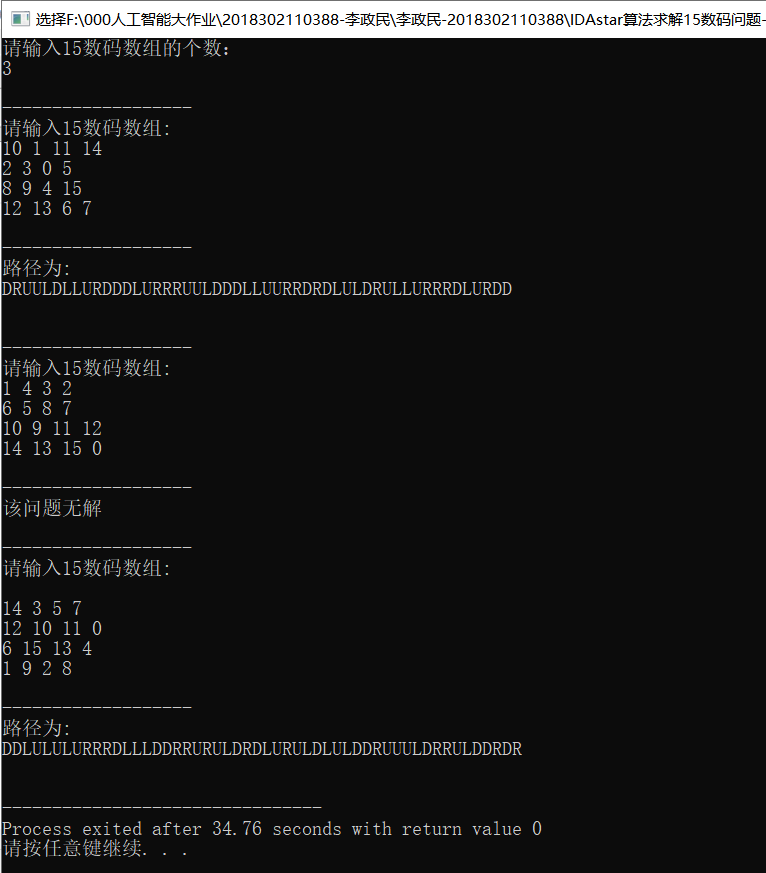 选择F:\000人工智能大作业\2018302110388-李政民\李政民-2018302110388\IDAstar算法求解15数码问题-
请输入15数码数组的个数:
3
-------------------
请输入15数码数组:
10 1 11 14
2 3 0 5
8 9 4 15
12 13 6 7
-------------------
路径为:
DRUULDLLURDDDLURRRUULDDDLLUURRDRDLULDRULLURRRDLURDD
-------------------
请输入15数码数组:
1 4 3 2
6 5 8 7
10 9 11 12
14 13 15 0
-------------------
该问题无解
-------------------
请输入15数码数组:
14 3 5 7
12 10 11 0
6 15 13 4
1 9 2 8
-------------------
路径为:
DDLULULURRRDLLLDDRRURULDRDLURULDLULDDRUUULDRRULDDRDR
--------------------------------
Process exited after 34.76 seconds with return value 0
请按任意键继续. . .